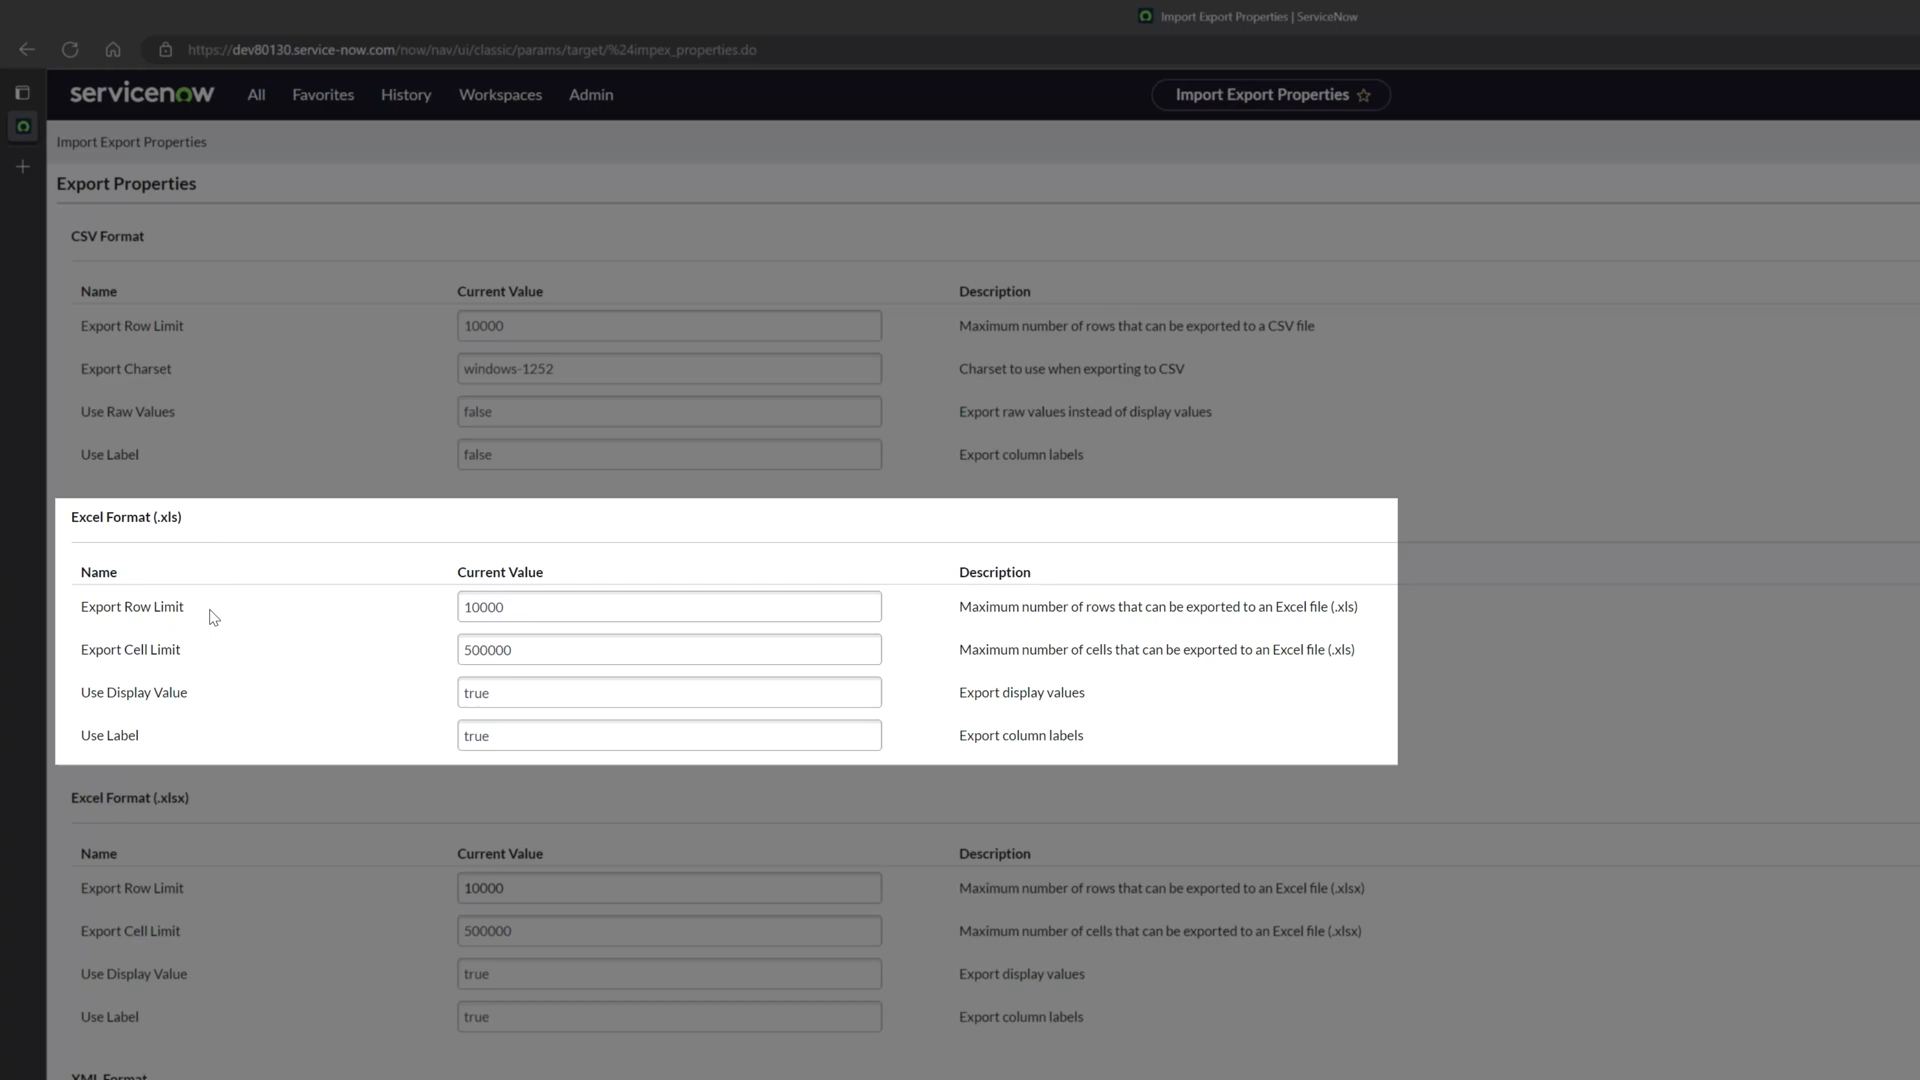 Import Export Properties | ServiceNow
https://dev80130.service-now.com/now/nav/ui/classic/params/target/%24impex_properties.do
servicenow All Favorites History Workspaces Admin Import Export Properties
Import Export Properties
Export Properties
CSV Format
Name Current Value Description
Export Row Limit 10000 Maximum number of rows that can be exported to a CSV file
Export Charset windows-1252 Charset to use when exporting to CSV
Use Raw Values false Export raw values instead of display values
Use Label false Export column labels
Excel Format (.xls)
Name Current Value Description
Export Row Limit 10000 Maximum number of rows that can be exported to an Excel file (.xls)
Export Cell Limit 500000 Maximum number of cells that can be exported to an Excel file (.xls)
Use Display Value true Export display values
Use Label true Export column labels
Excel Format (.xlsx)
Name Current Value Description
Export Row Limit 10000 Maximum number of rows that can be exported to an Excel file (.xlsx)
Export Cell Limit 500000 Maximum number of cells that can be exported to an Excel file (.xlsx)
Use Display Value true Export display values
Use Label true Export column labels
XML Format